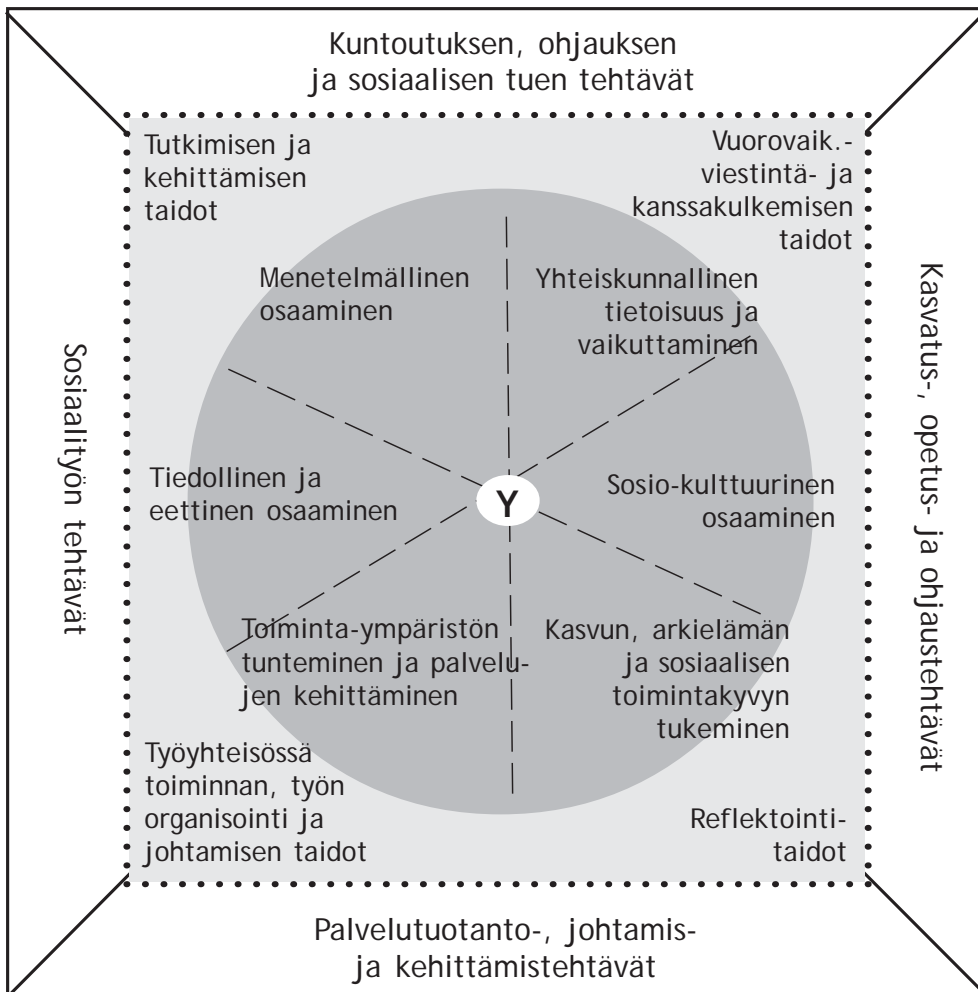 Kuntoutuksen, ohjauksen
ja sosiaalisen tuen tehtävät
Tutkimisen ja
kehittämisen
taidot
Vuorovaik.-
viestintä- ja
kanssakulkemisen
taidot
Menetelmällinen
osaaminen
Yhteiskunnallinen
tietoisuus ja
vaikuttaminen
Sosiaalityön tehtävät
Kasvatus-, opetus- ja ohjaustehtävät
Tiedollinen ja
eettinen osaaminen
Y
Sosio-kulttuurinen
osaaminen
Toiminta-ympäristön
tunteminen ja palvelu-
jen kehittäminen
Kasvun, arkielämän
ja sosiaalisen
toimintakyvyn
tukeminen
Työyhteisössä
toiminnan, työn
organisointi ja
johtamisen taidot
Reflektointi-
taidot
Palvelutuotanto-, johtamis-
ja kehittämistehtävät